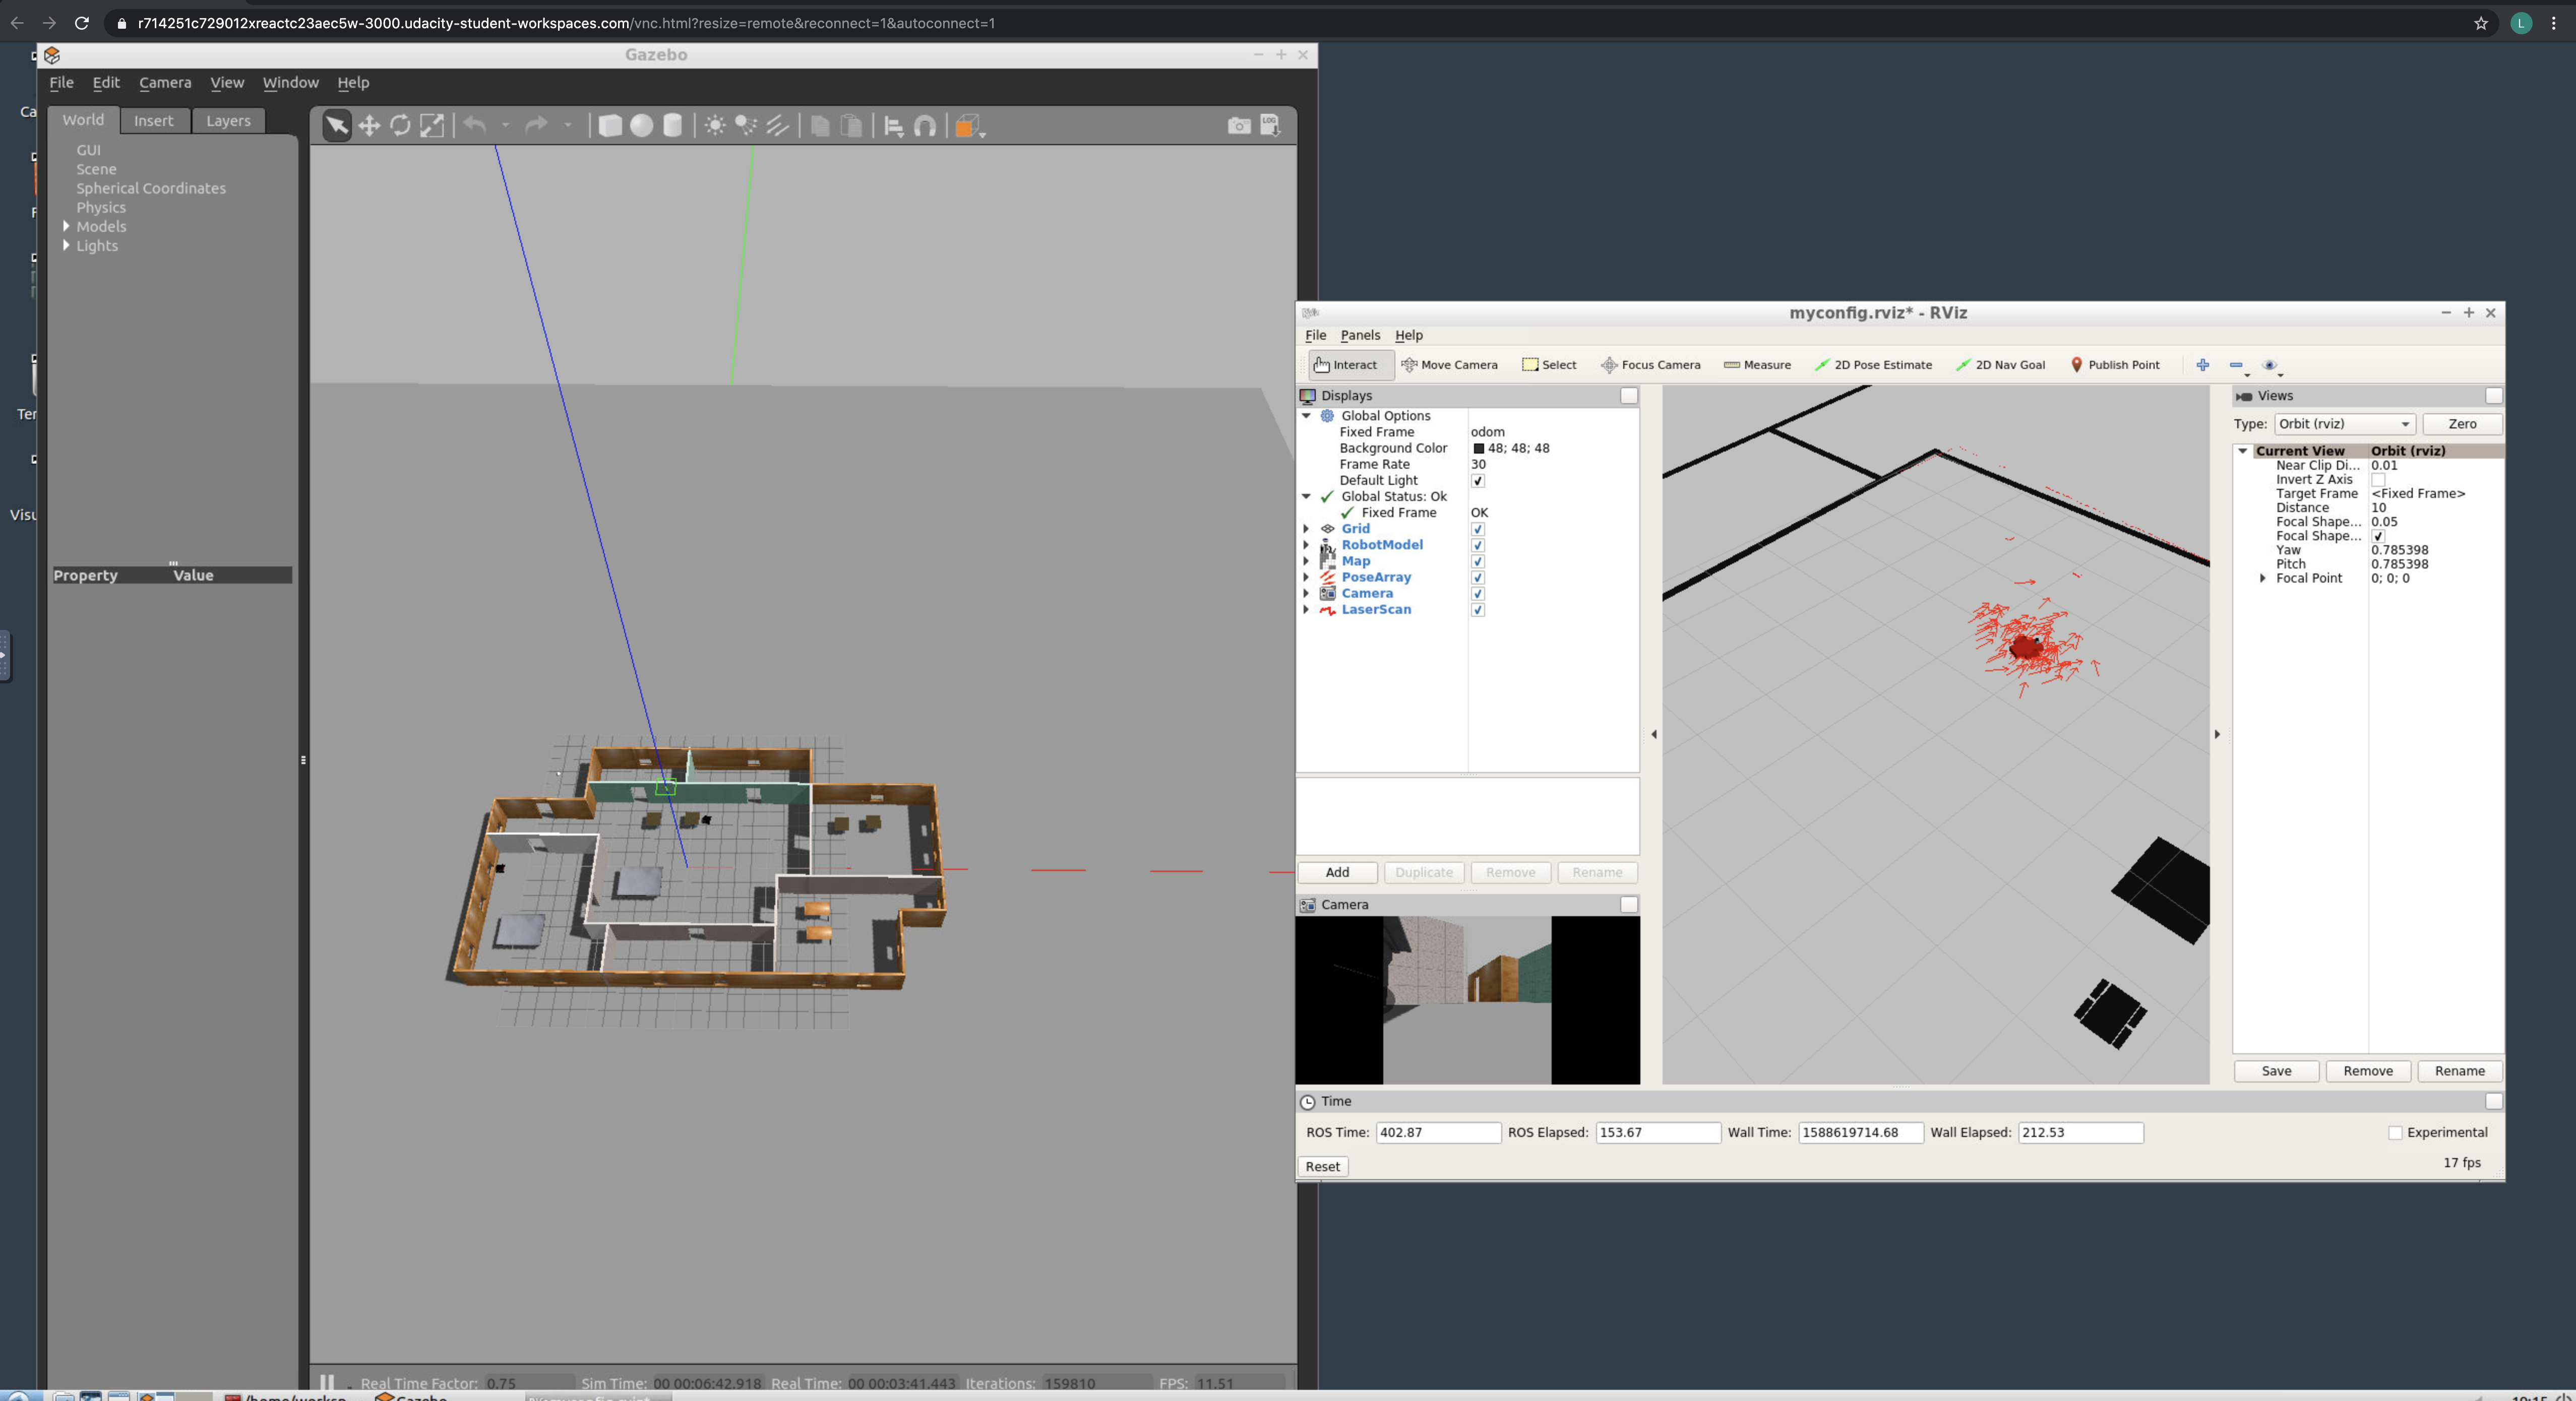 r714251c729012xreactc23aec5w-3000.udacity-student-workspaces.com/vnc.html?resize=remote&reconnect=1&autoconnect=1
L
Gazebo
File Edit Camera View Window Help
World Insert Layers
GUI
Scene
Spherical Coordinates
Physics
Models
Lights
LOG
Property Value
Ca
F
Ter
Visu
myconfig.rviz* - RViz
File Panels Help
Interact Move Camera Select Focus Camera Measure 2D Pose Estimate 2D Nav Goal Publish Point
Displays
Global Options
Fixed Frame odom
Background Color 48; 48; 48
Frame Rate 30
Default Light
Global Status: Ok
Fixed Frame OK
Grid
RobotModel
Map
PoseArray
Camera
LaserScan
Add Duplicate Remove Rename
Camera
Views
Type: Orbit (rviz) Zero
Current View Orbit (rviz)
Near Clip Di... 0.01
Invert Z Axis
Target Frame <Fixed Frame>
Distance 10
Focal Shape... 0.05
Focal Shape...
Yaw 0.785398
Pitch 0.785398
Focal Point 0; 0; 0
Save Remove Rename
Time
ROS Time: 402.87 ROS Elapsed: 153.67 Wall Time: 1588619714.68 Wall Elapsed: 212.53 Experimental
Reset 17 fps
Real Time Factor: 0.75 Sim Time: 00 00:06:42.918 Real Time: 00 00:03:41.443 Iterations: 159810 FPS: 11.51
/home/worksp Gazebo